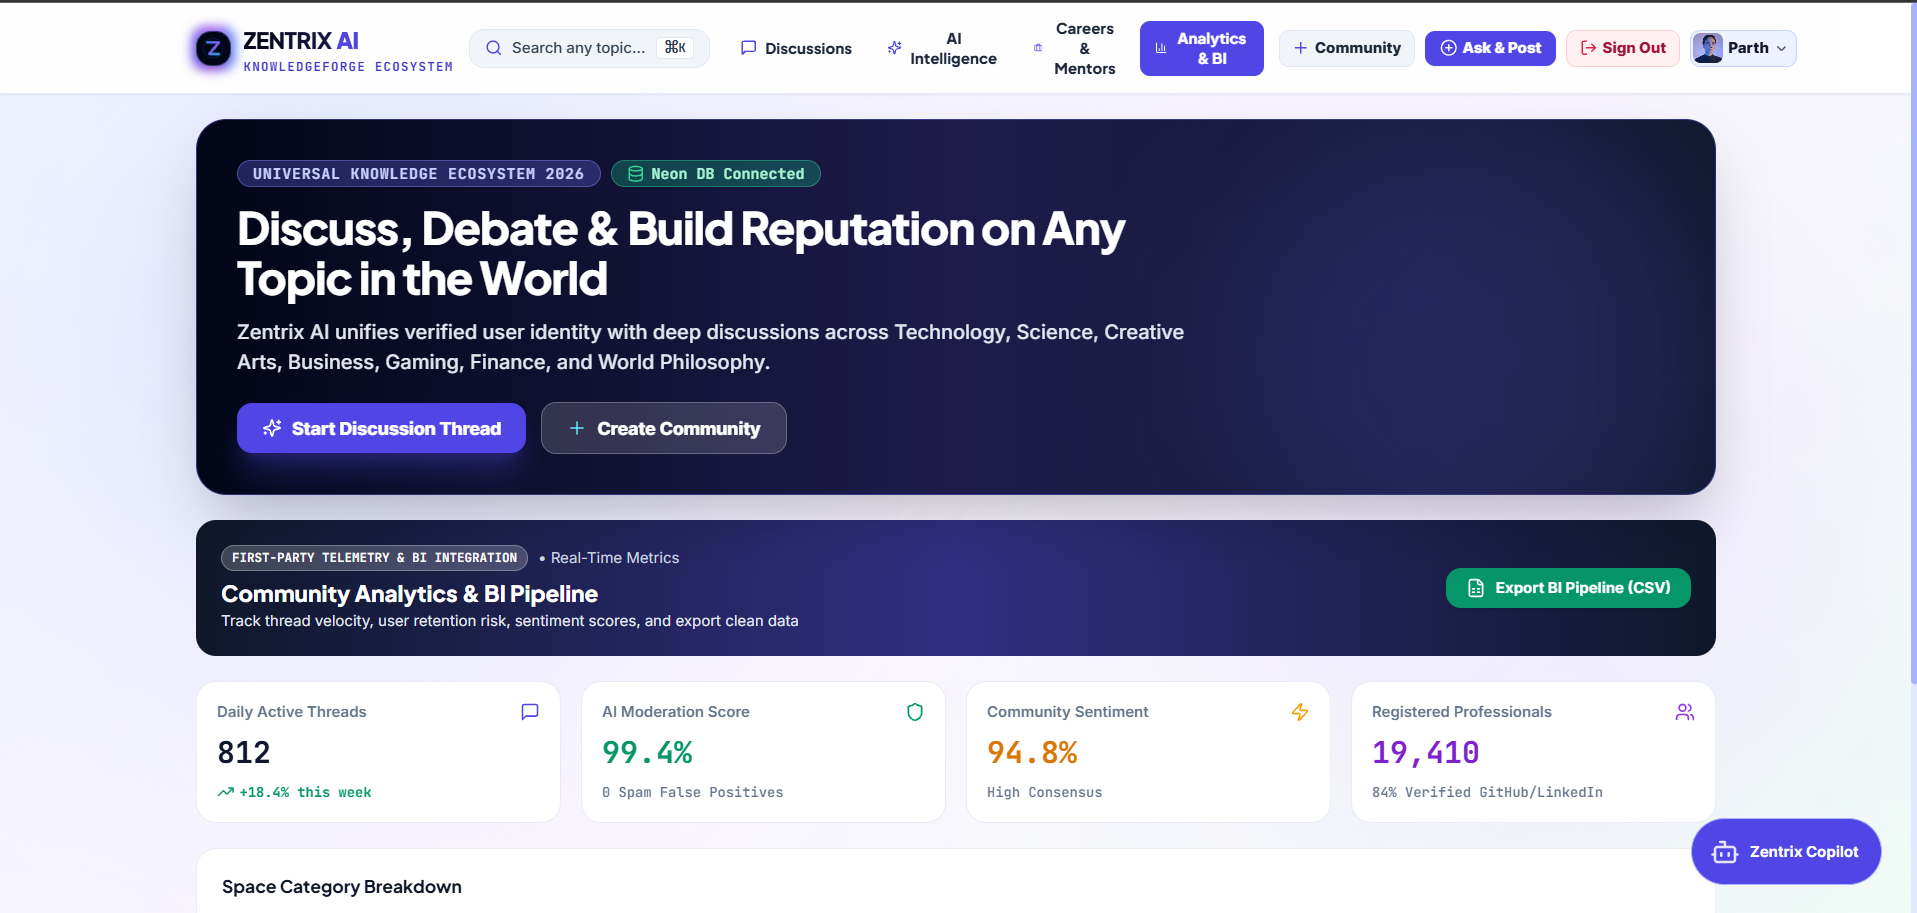 Z
ZENTRIX AI
KNOWLEDGEFORGE ECOSYSTEM
Search any topic... ⌘K
Discussions
AI
Intelligence
Careers
&
Mentors
Analytics
& BI
Community
Ask & Post
Sign Out
Parth
UNIVERSAL KNOWLEDGE ECOSYSTEM 2026
Neon DB Connected
Discuss, Debate & Build Reputation on Any
Topic in the World
Zentrix AI unifies verified user identity with deep discussions across Technology, Science, Creative
Arts, Business, Gaming, Finance, and World Philosophy.
Start Discussion Thread
Create Community
FIRST-PARTY TELEMETRY & BI INTEGRATION
• Real-Time Metrics
Community Analytics & BI Pipeline
Track thread velocity, user retention risk, sentiment scores, and export clean data
Export BI Pipeline (CSV)
Daily Active Threads
812
+18.4% this week
AI Moderation Score
99.4%
0 Spam False Positives
Community Sentiment
94.8%
High Consensus
Registered Professionals
19,410
84% Verified GitHub/LinkedIn
Zentrix Copilot
Space Category Breakdown